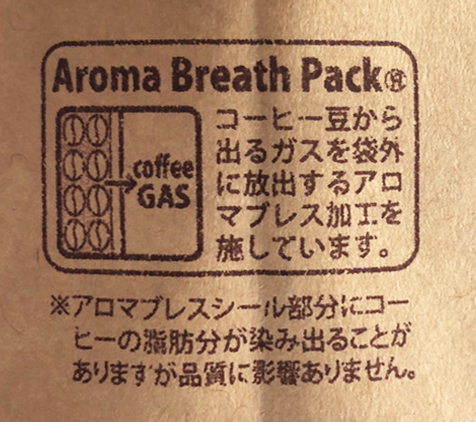 Aroma Breath Pack®
コーヒー豆から
出るガスを袋外
に放出するアロ
マブレス加工を
施しています。
coffee
GAS
※アロマブレスシール部分にコー
ヒーの脂肪分が染み出ることが
ありますが品質に影響ありません。